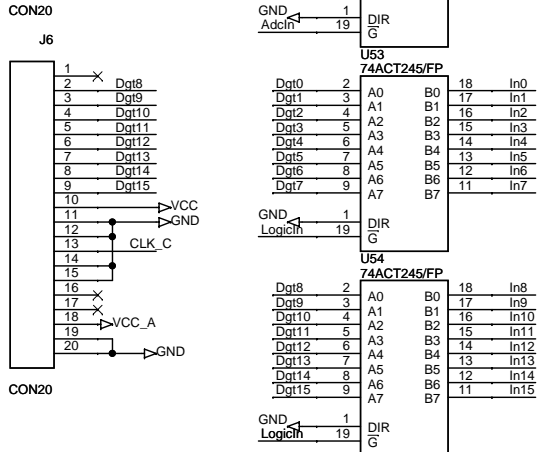 CON20
J6
1
2 Dgt8
3 Dgt9
4 Dgt10
5 Dgt11
6 Dgt12
7 Dgt13
8 Dgt14
9 Dgt15
10 VCC
11 GND
12
13 CLK_C
14
15
16
17
18 VCC_A
19
20 GND
CON20
GND 1 DIR
AdcIn 19 G
U53
74ACT245/FP
Dgt0 2 A0 B0 18 In0
Dgt1 3 A1 B1 17 In1
Dgt2 4 A2 B2 16 In2
Dgt3 5 A3 B3 15 In3
Dgt4 6 A4 B4 14 In4
Dgt5 7 A5 B5 13 In5
Dgt6 8 A6 B6 12 In6
Dgt7 9 A7 B7 11 In7
GND 1 DIR
LogicIn 19 G
U54
74ACT245/FP
Dgt8 2 A0 B0 18 In8
Dgt9 3 A1 B1 17 In9
Dgt10 4 A2 B2 16 In10
Dgt11 5 A3 B3 15 In11
Dgt12 6 A4 B4 14 In12
Dgt13 7 A5 B5 13 In13
Dgt14 8 A6 B6 12 In14
Dgt15 9 A7 B7 11 In15
GND 1 DIR
LogicIn 19 G